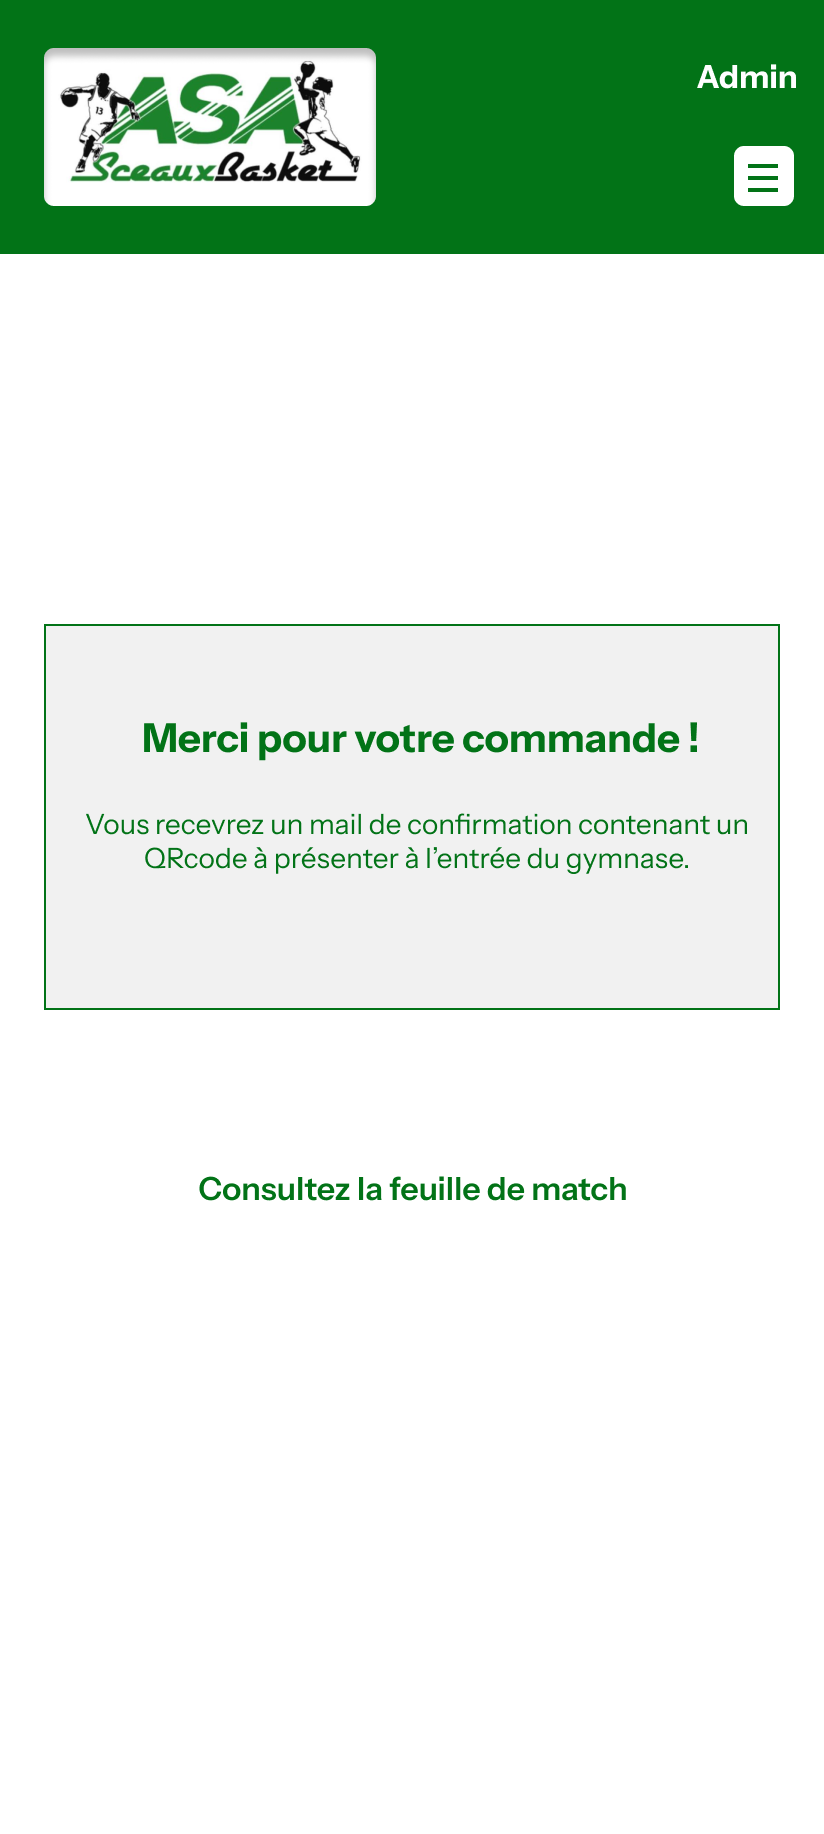 ASA
13
SceauxBasket
Admin
Merci pour votre commande !
Vous recevrez un mail de confirmation contenant un
QRcode à présenter à l’entrée du gymnase.
Consultez la feuille de match